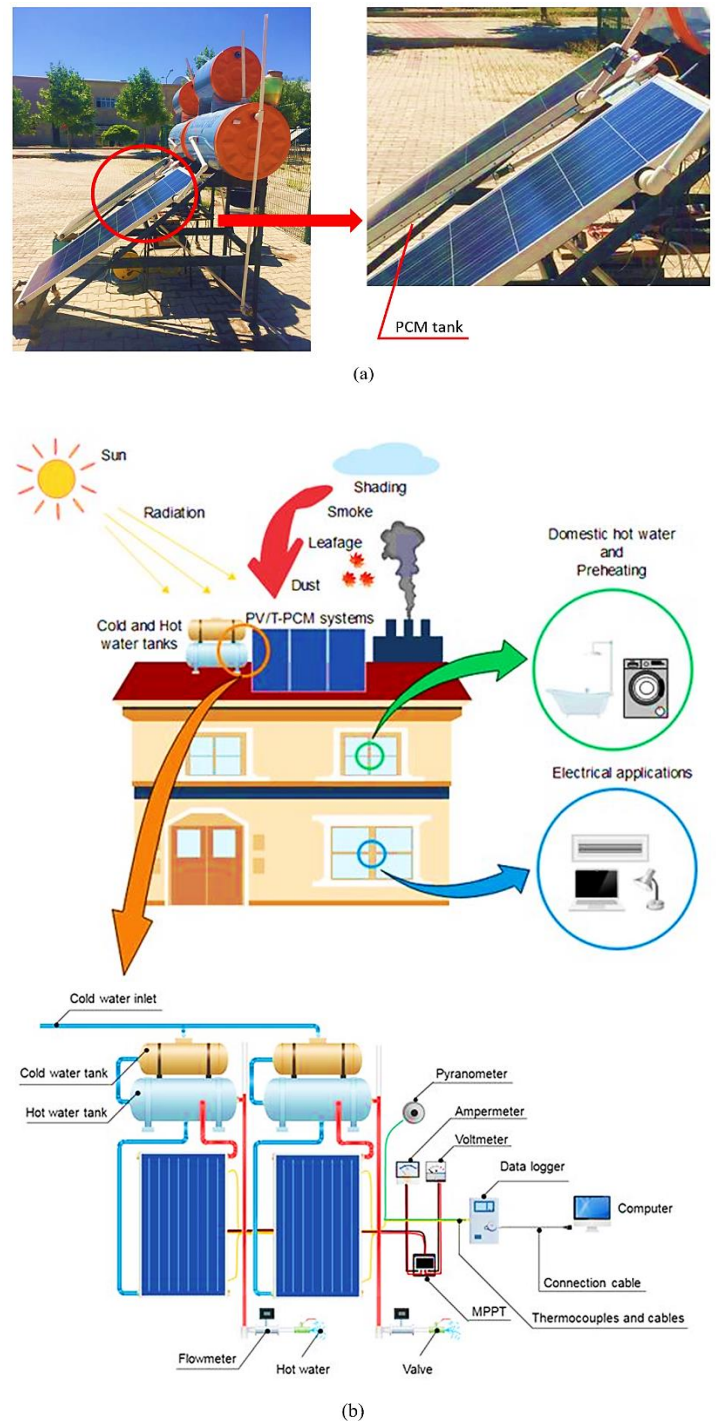 PCM tank
(a)
Sun
Radiation
Shading
Smoke
Leafage
Dust
Cold and Hot
water tanks
PV/T-PCM systems
Domestic hot water
and
Preheating
Electrical applications
Cold water inlet
Cold water tank
Hot water tank
Pyranometer
Ampermeter
Voltmeter
Data logger
Computer
Connection cable
MPPT
Thermocouples and cables
Flowmeter
Hot water
Valve
(b)